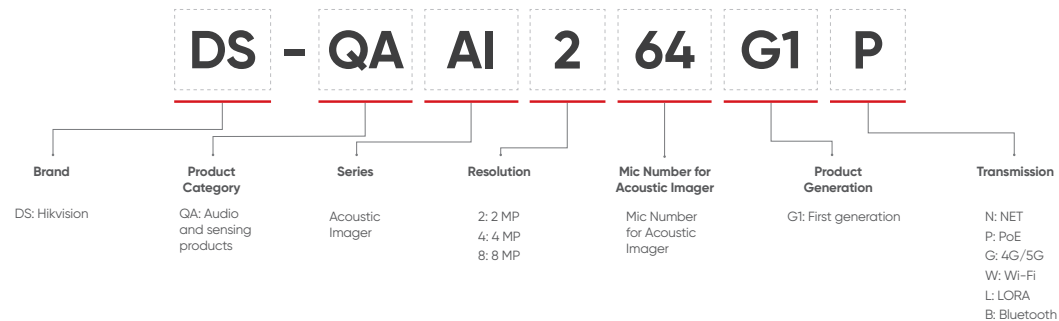 DS - QA AI 2 64 G1 P
Brand
DS: Hikvision
Product
Category
QA: Audio
and sensing
products
Series
Acoustic
Imager
Resolution
2: 2 MP
4: 4 MP
8: 8 MP
Mic Number for
Acoustic Imager
Mic Number
for Acoustic
Imager
Product
Generation
G1: First generation
Transmission
N: NET
P: PoE
G: 4G/5G
W: Wi-Fi
L: LORA
B: Bluetooth